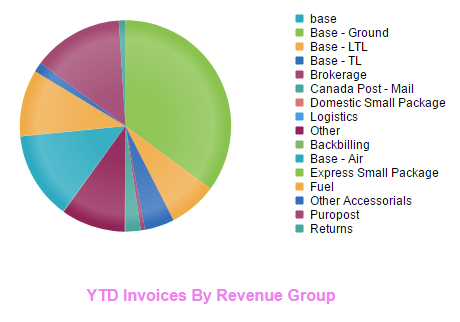 base
Base - Ground
Base - LTL
Base - TL
Brokerage
Canada Post - Mail
Domestic Small Package
Logistics
Other
Backbilling
Base - Air
Express Small Package
Fuel
Other Accessorials
Puropost
Returns
YTD Invoices By Revenue Group